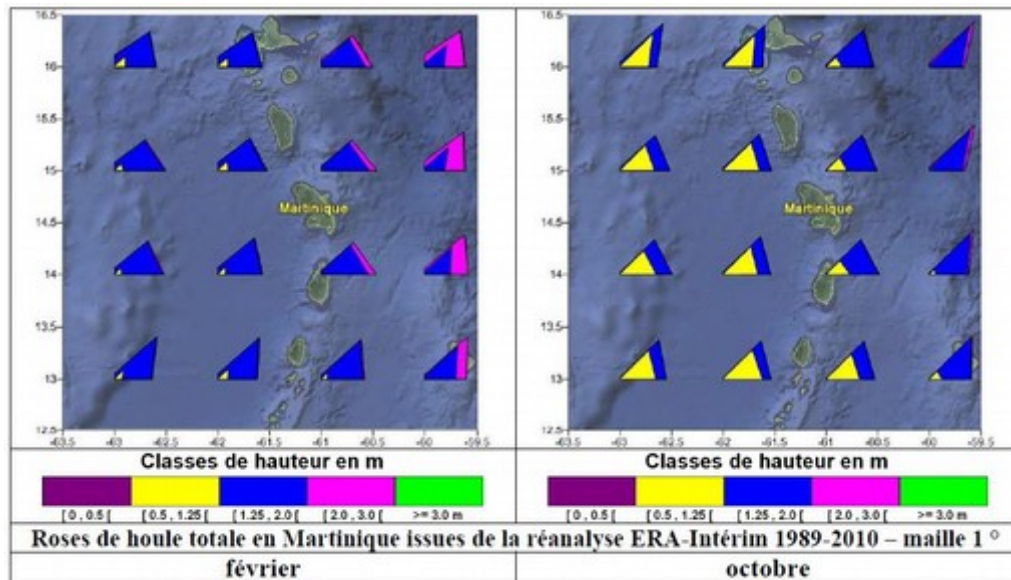 16.5
16
15.5
15
14.5
14
13.5
13
12.5
-63.5 -63 -62.5 -62 -61.5 -61 -60.5 -60 -59.5
Martinique
16.5
16
15.5
15
14.5
14
13.5
13
12.5
-63.5 -63 -62.5 -62 -61.5 -61 -60.5 -60 -59.5
Martinique
Classes de hauteur en m
[ 0 , 0.5 [ [ 0.5 , 1.25 [ [ 1.25 , 2.0 [ [ 2.0 , 3.0 [ >= 3.0 m
Classes de hauteur en m
[ 0 , 0.5 [ [ 0.5 , 1.25 [ [ 1.25 , 2.0 [ [ 2.0 , 3.0 [ >= 3.0 m
Roses de houle totale en Martinique issues de la réanalyse ERA-Intérim 1989-2010 – maille 1 °
février
octobre